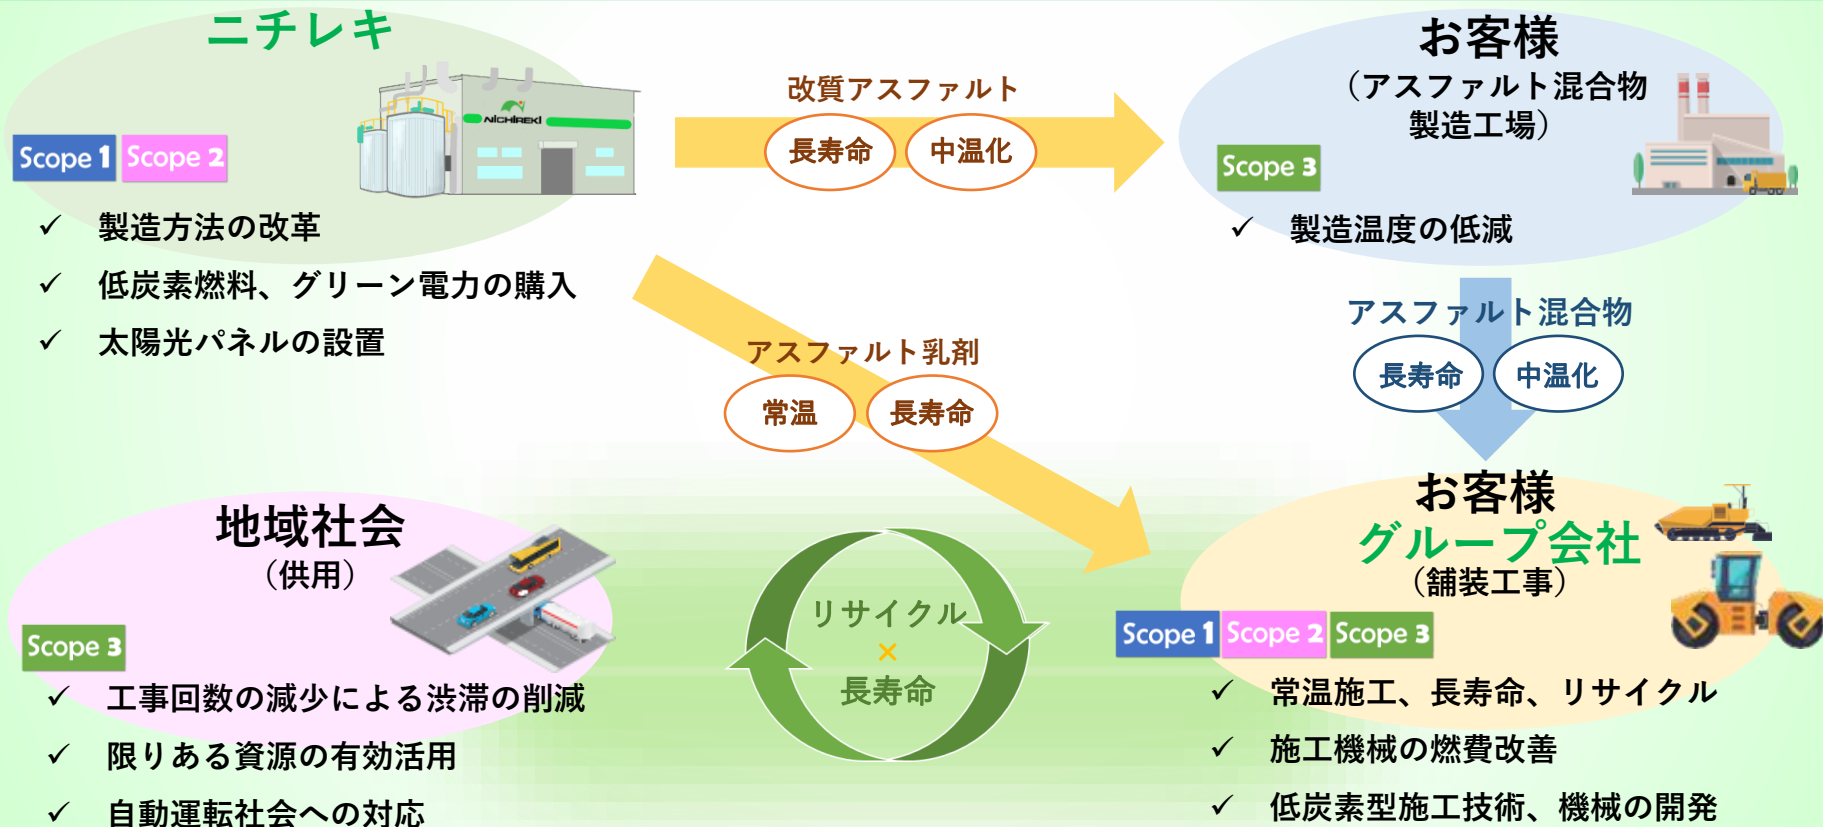 ニチレキ
NiCHiREKi
Scope 1 Scope 2
✓ 製造方法の改革
✓ 低炭素燃料、グリーン電力の購入
✓ 太陽光パネルの設置
改質アスファルト
長寿命 中温化
お客様
（アスファルト混合物
製造工場）
Scope 3
✓ 製造温度の低減
アスファルト乳剤
常温 長寿命
アスファルト混合物
長寿命 中温化
地域社会
（供用）
Scope 3
✓ 工事回数の減少による渋滞の削減
✓ 限りある資源の有効活用
✓ 自動運転社会への対応
リサイクル
×
長寿命
お客様
グループ会社
（舗装工事）
Scope 1 Scope 2 Scope 3
✓ 常温施工、長寿命、リサイクル
✓ 施工機械の燃費改善
✓ 低炭素型施工技術、機械の開発